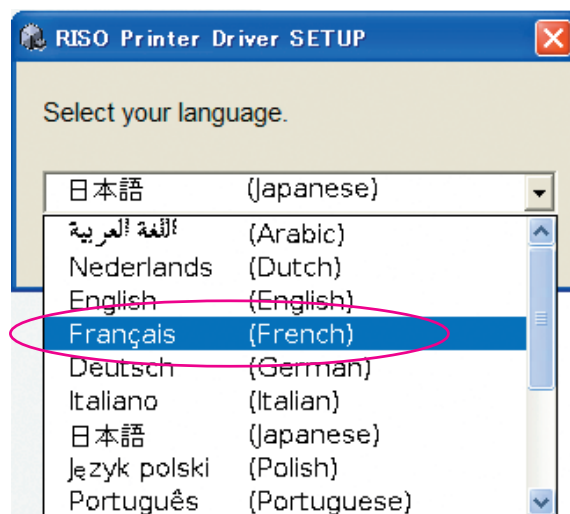 RISO Printer Driver SETUP
Select your language.
日本語 (Japanese)
اللغة العربية (Arabic)
Nederlands (Dutch)
English (English)
Français (French)
Deutsch (German)
Italiano (Italian)
日本語 (Japanese)
Język polski (Polish)
Português (Portuguese)